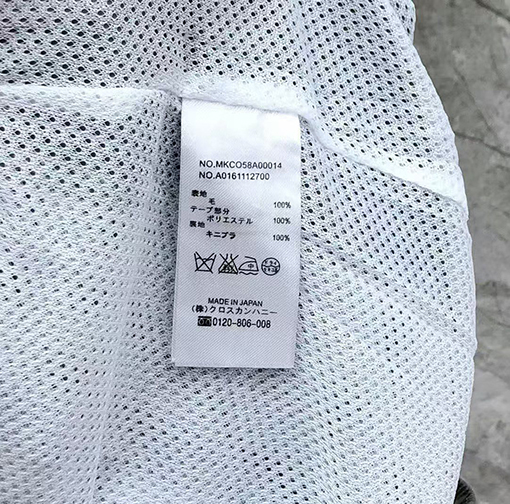 NO.MKCO58A00014
NO.A0161112700
表地
毛 100%
テープ部分
ポリエステル 100%
裏地
キュプラ 100%
MADE IN JAPAN
(株)クロスカンパニー
0120-806-008